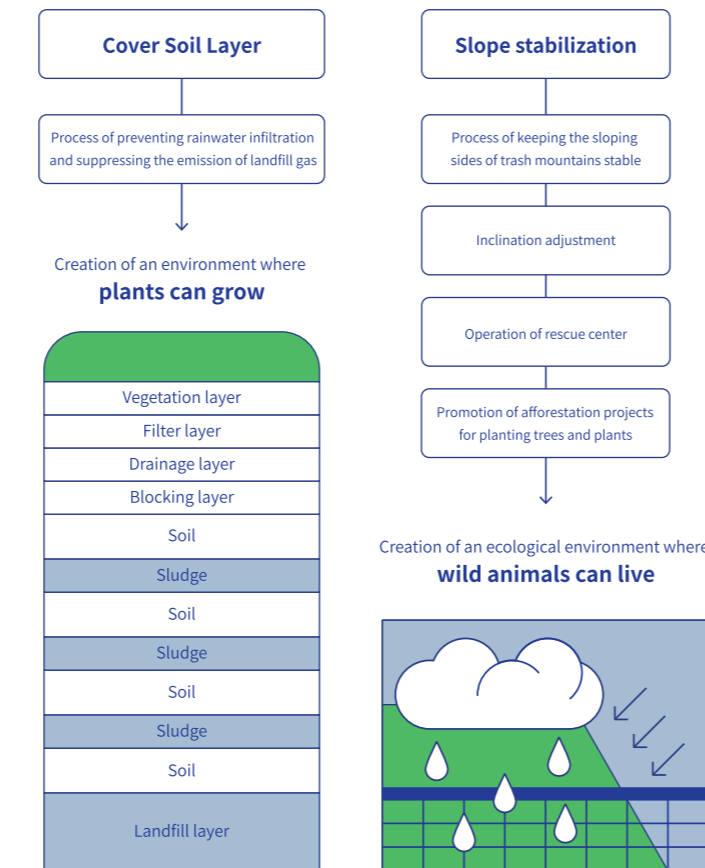 Cover Soil Layer
Process of preventing rainwater infiltration
and suppressing the emission of landfill gas
Creation of an environment where
plants can grow
Vegetation layer
Filter layer
Drainage layer
Blocking layer
Soil
Sludge
Soil
Sludge
Soil
Sludge
Soil
Landfill layer
Slope stabilization
Process of keeping the sloping
sides of trash mountains stable
Inclination adjustment
Operation of rescue center
Promotion of afforestation projects
for planting trees and plants
Creation of an ecological environment where
wild animals can live